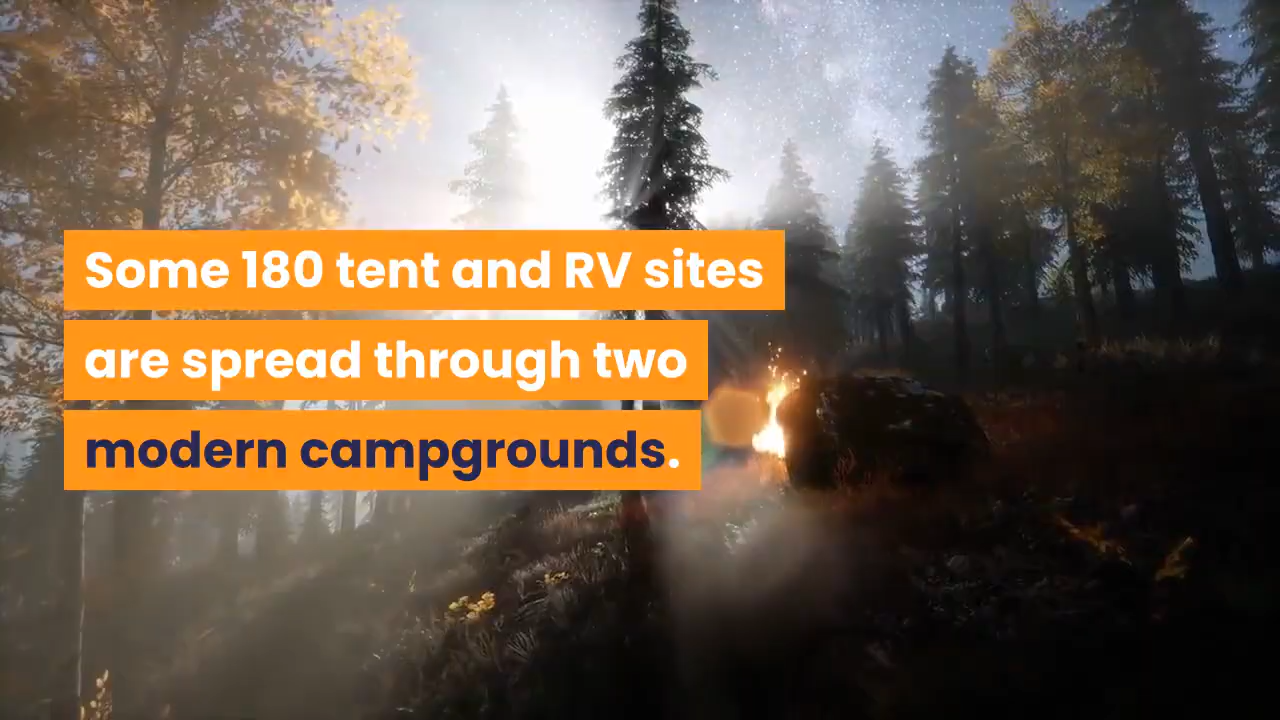 Some 180 tent and RV sites
are spread through two
modern campgrounds.